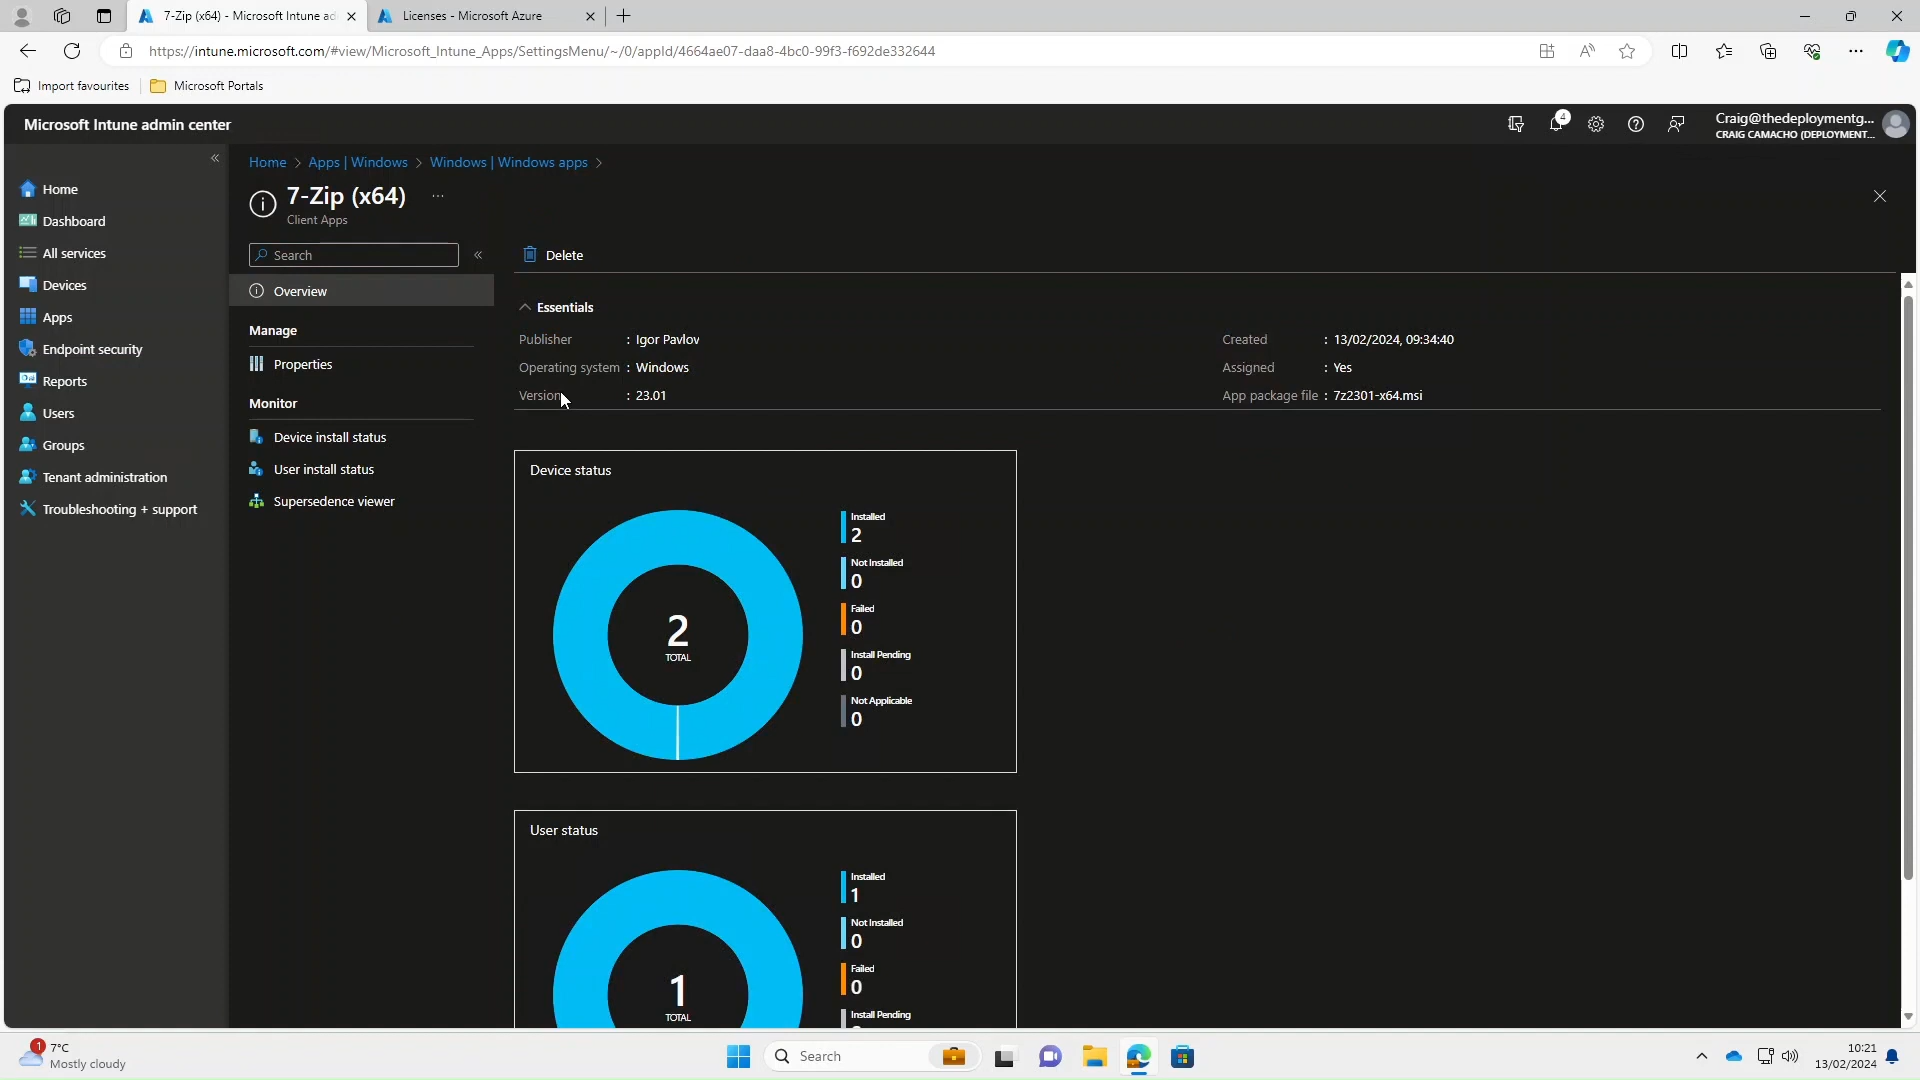 7-Zip (x64) - Microsoft Intune ad
Licenses - Microsoft Azure
https://intune.microsoft.com/#view/Microsoft_Intune_Apps/SettingsMenu/~/0/appId/4664ae07-daa8-4bc0-99f3-f692de332644
Import favourites
Microsoft Portals
Microsoft Intune admin center
4
Craig@thedeploymentg...
CRAIG CAMACHO (DEPLOYMENT...
Home
Dashboard
All services
Devices
Apps
Endpoint security
Reports
Users
Groups
Tenant administration
Troubleshooting + support
Home > Apps | Windows > Windows | Windows apps >
7-Zip (x64) ...
Client Apps
Search
Overview
Manage
Properties
Monitor
Device install status
User install status
Supersedence viewer
Delete
Essentials
Publisher : Igor Pavlov
Operating system : Windows
Version : 23.01
Created : 13/02/2024, 09:34:40
Assigned : Yes
App package file : 7z2301-x64.msi
Device status
2
TOTAL
Installed
2
Not Installed
0
Failed
0
Install Pending
0
Not Applicable
0
User status
1
TOTAL
Installed
1
Not Installed
0
Failed
0
Install Pending
1
7°C
Mostly cloudy
Search
10:21
13/02/2024